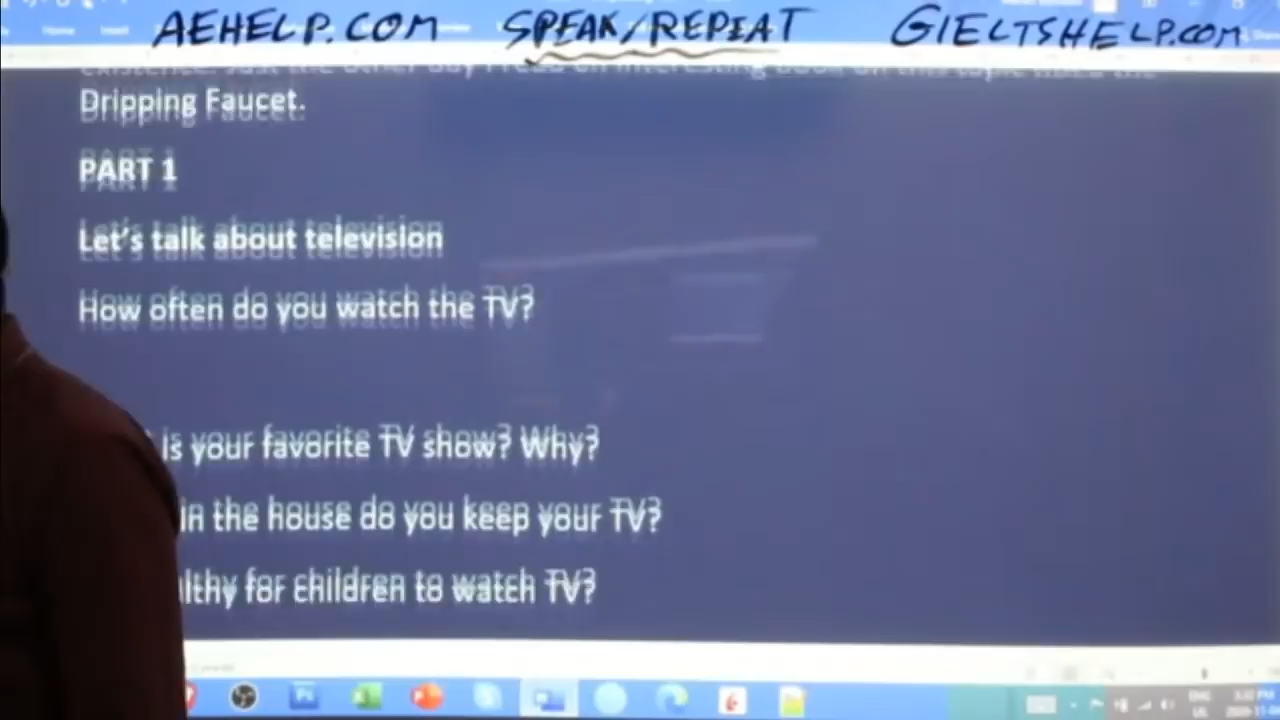 AEHELP.COM SPEAK/REPEAT GIELTSHELP.COM
Dripping Faucet.
PART 1
Let's talk about television
How often do you watch the TV?
is your favorite TV show? Why?
in the house do you keep your TV?
lthy for children to watch TV?